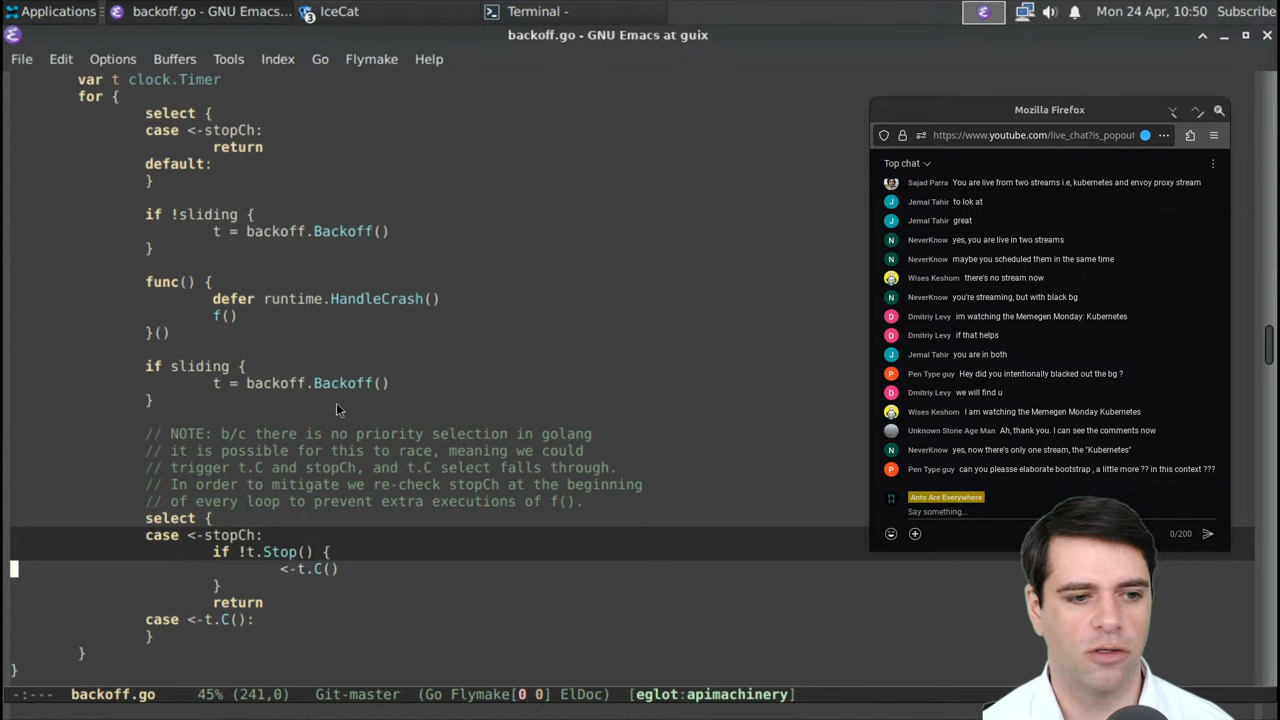 Applications
backoff.go - GNU Emacs...
3
IceCat
Terminal -
Mon 24 Apr, 10:50
Subscribe
backoff.go - GNU Emacs at guix
File Edit Options Buffers Tools Index Go Flymake Help
var t clock.Timer
for {
select {
case <-stopCh:
return
default:
}
if !sliding {
t = backoff.Backoff()
}
func() {
defer runtime.HandleCrash()
f()
}()
if sliding {
t = backoff.Backoff()
}
// NOTE: b/c there is no priority selection in golang
// it is possible for this to race, meaning we could
// trigger t.C and stopCh, and t.C select falls through.
// In order to mitigate we re-check stopCh at the beginning
// of every loop to prevent extra executions of f().
select {
case <-stopCh:
if !t.Stop() {
<-t.C()
}
return
case <-t.C():
}
}
}
-:--- backoff.go 45% (241,0) Git-master (Go Flymake[0 0] ElDoc) [eglot:apimachinery]
Mozilla Firefox
https://www.youtube.com/live_chat?is_popout
Top chat
Sajad Parra You are live from two streams i.e, kubernetes and envoy proxy stream
J Jemal Tahir to lok at
J Jemal Tahir great
N NeverKnow yes, you are live in two streams
N NeverKnow maybe you scheduled them in the same time
Wises Keshom there's no stream now
N NeverKnow you're streaming, but with black bg
D Dmitriy Levy im watching the Memegen Monday: Kubernetes
D Dmitriy Levy if that helps
J Jemal Tahir you are in both
P Pen Type guy Hey did you intentionally blacked out the bg ?
D Dmitriy Levy we will find u
Wises Keshom I am watching the Memegen Monday Kubernetes
Unknown Stone Age Man Ah, thank you. I can see the comments now
N NeverKnow yes, now there's only one stream, the "Kubernetes"
P Pen Type guy can you pleasse elaborate bootstrap , a little more ?? in this context ???
Ants Are Everywhere
Say something...
0/200